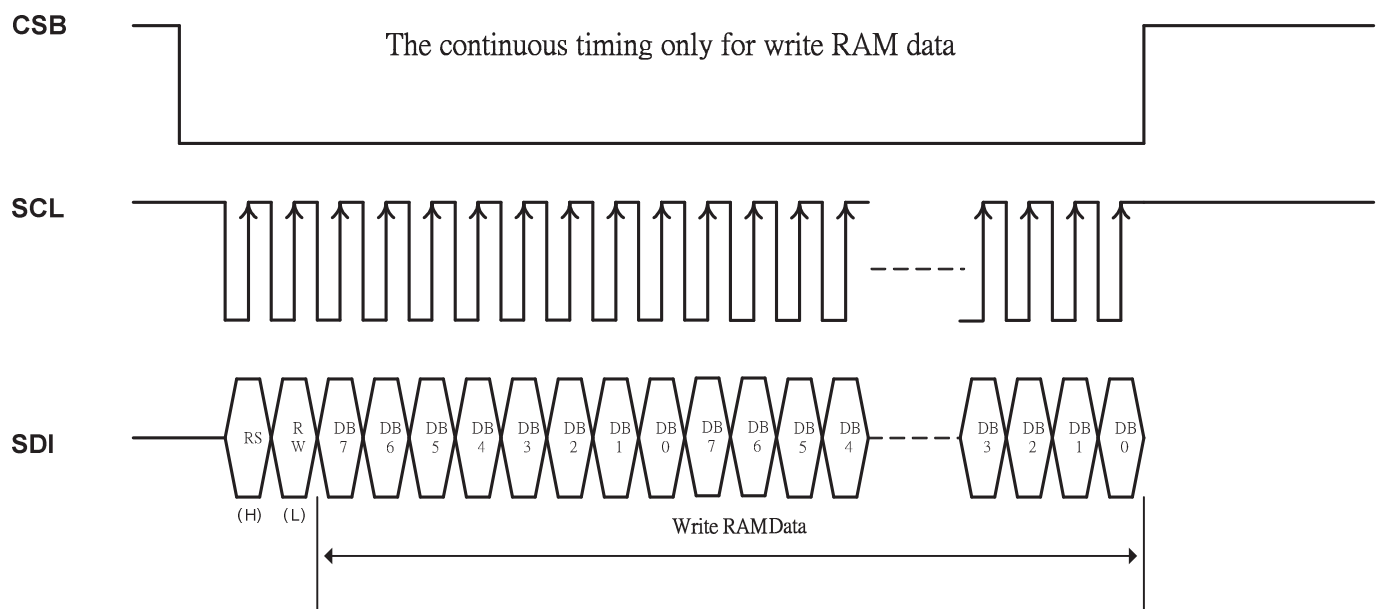 CSB
The continuous timing only for write RAM data
SCL
SDI
RS
R
W
DB
7
DB
6
DB
5
DB
4
DB
3
DB
2
DB
1
DB
0
DB
7
DB
6
DB
5
DB
4
DB
3
DB
2
DB
1
DB
0
(H)
(L)
Write RAMData